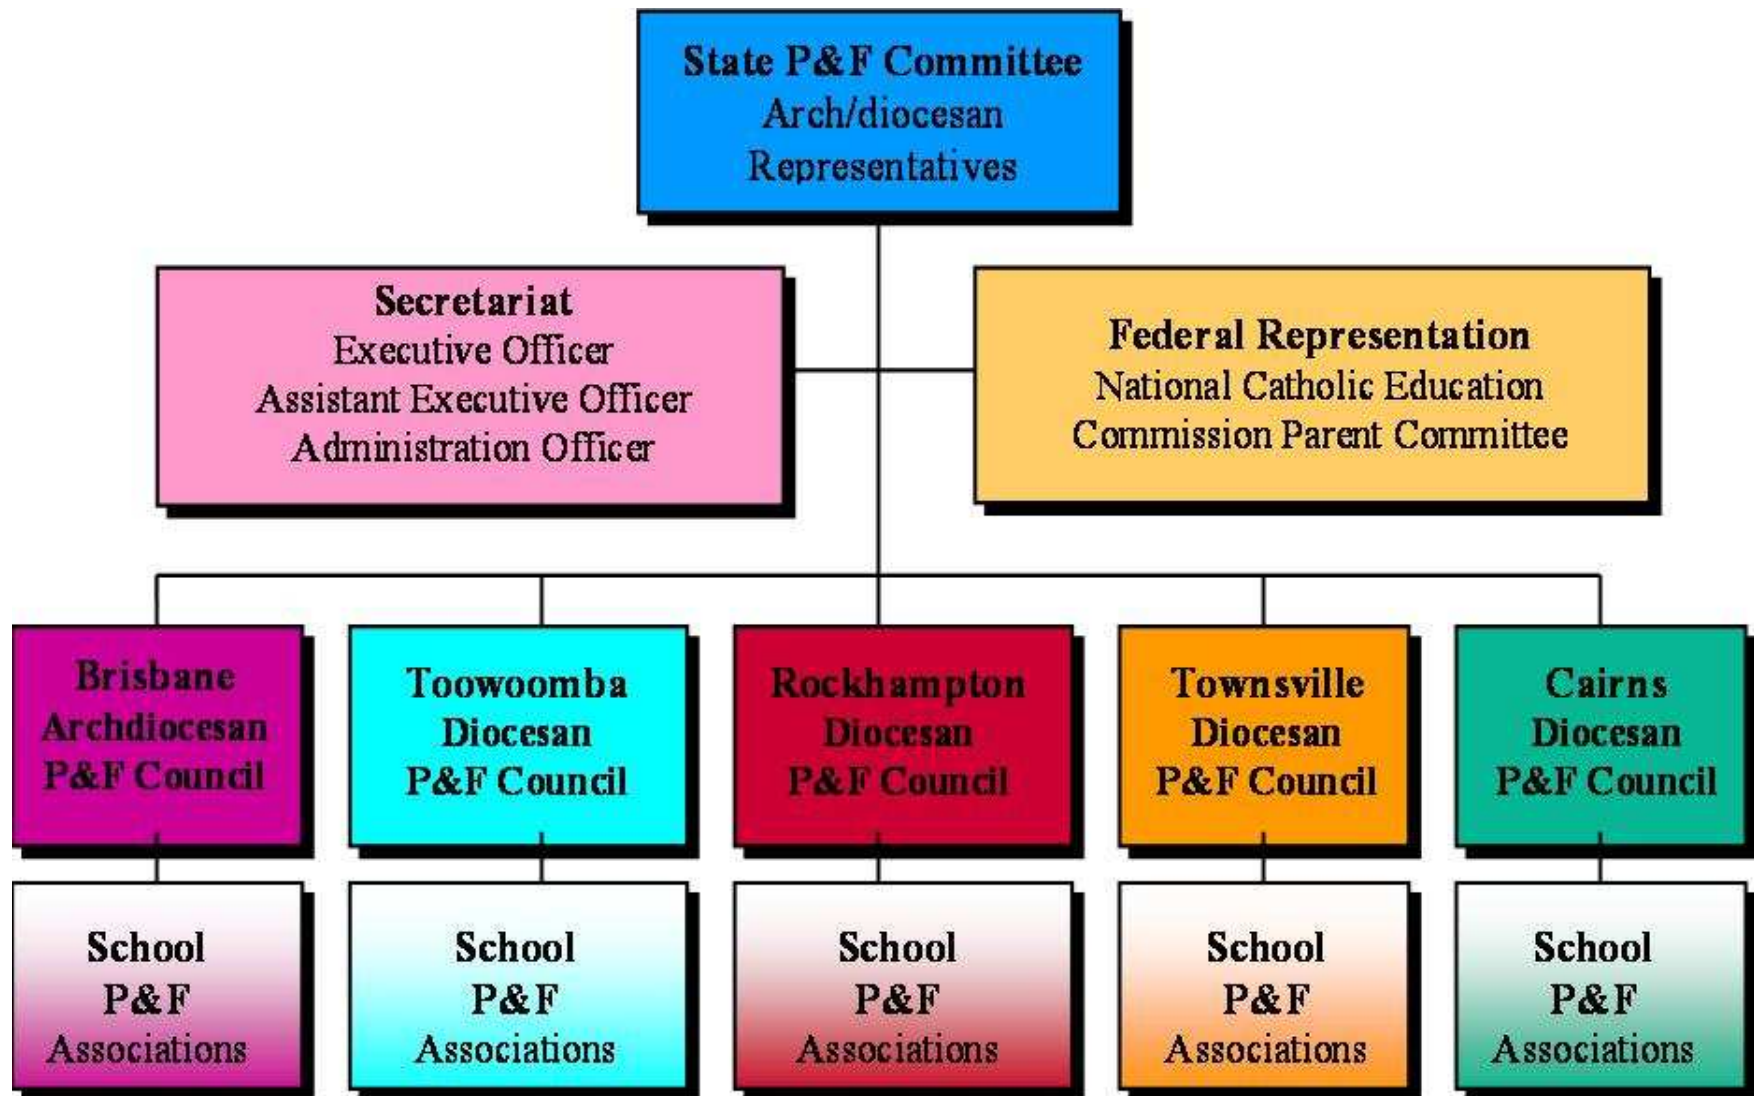 State P&F Committee
Arch/diocesan
Representatives
Secretariat
Executive Officer
Assistant Executive Officer
Administration Officer
Federal Representation
National Catholic Education
Commission Parent Committee
Brisbane
Archdiocesan
P&F Council
Toowoomba
Diocesan
P&F Council
Rockhampton
Diocesan
P&F Council
Townsville
Diocesan
P&F Council
Cairns
Diocesan
P&F Council
School
P&F
Associations
School
P&F
Associations
School
P&F
Associations
School
P&F
Associations
School
P&F
Associations